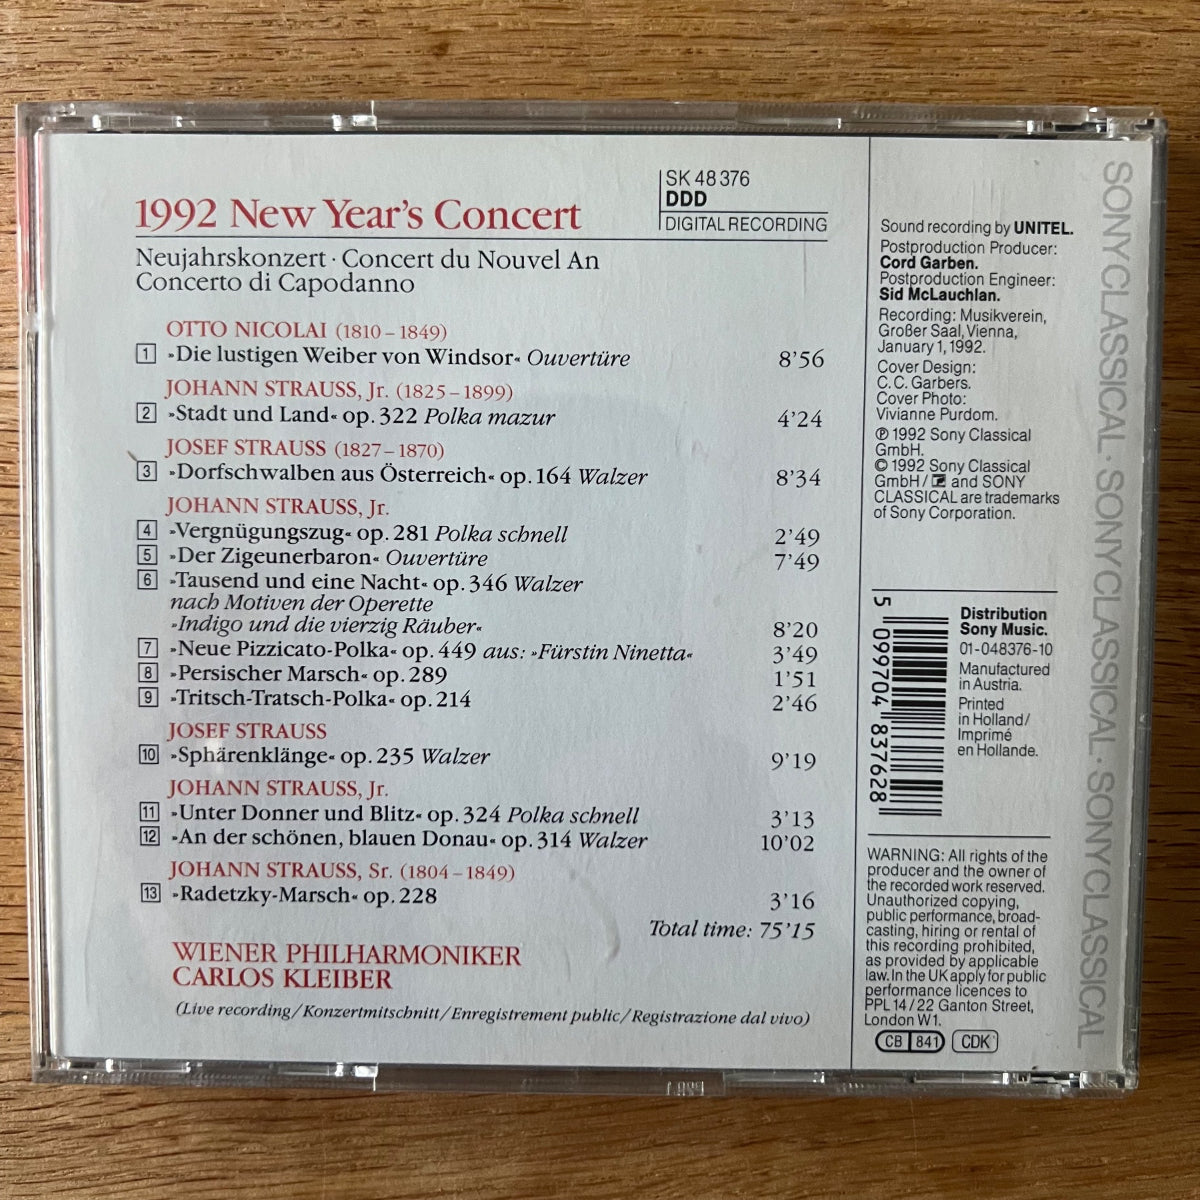 1992 New Year's Concert
SK 48 376
DDD
DIGITAL RECORDING
Neujahrskonzert · Concert du Nouvel An
Concerto di Capodanno
OTTO NICOLAI (1810–1849)
1 »Die lustigen Weiber von Windsor« Ouvertüre 8'56
JOHANN STRAUSS, Jr. (1825–1899)
2 »Stadt und Land« op. 322 Polka mazur 4'24
JOSEF STRAUSS (1827–1870)
3 »Dorfschwalben aus Österreich« op. 164 Walzer 8'34
JOHANN STRAUSS, Jr.
4 »Vergnügungszug« op. 281 Polka schnell 2'49
5 »Der Zigeunerbaron« Ouvertüre 7'49
6 »Tausend und eine Nacht« op. 346 Walzer
nach Motiven der Operette
»Indigo und die vierzig Räuber« 8'20
7 »Neue Pizzicato-Polka« op. 449 aus: »Fürstin Ninetta« 3'49
8 »Persischer Marsch« op. 289 1'51
9 »Tritsch-Tratsch-Polka« op. 214 2'46
JOSEF STRAUSS
10 »Sphärenklänge« op. 235 Walzer 9'19
JOHANN STRAUSS, Jr.
11 »Unter Donner und Blitz« op. 324 Polka schnell 3'13
12 »An der schönen, blauen Donau« op. 314 Walzer 10'02
JOHANN STRAUSS, Sr. (1804–1849)
13 »Radetzky-Marsch« op. 228 3'16
Total time: 75'15
WIENER PHILHARMONIKER
CARLOS KLEIBER
(Live recording/Konzertmitschnitt/Enregistrement public/Registrazione dal vivo)
Sound recording by UNITEL.
Postproduction Producer:
Cord Garben.
Postproduction Engineer:
Sid McLauchlan.
Recording: Musikverein,
Großer Saal, Vienna,
January 1, 1992.
Cover Design:
C. C. Garbers.
Cover Photo:
Vivianne Purdom.
℗ 1992 Sony Classical
GmbH.
© 1992 Sony Classical
GmbH/ and SONY
CLASSICAL are trademarks
of Sony Corporation.
5 099704 837628
Distribution
Sony Music.
01-048376-10
Manufactured
in Austria.
Printed
in Holland/
Imprimé
en Hollande.
WARNING: All rights of the
producer and the owner of
the recorded work reserved.
Unauthorized copying,
public performance, broad-
casting, hiring or rental of
this recording prohibited,
as provided by applicable
law. In the UK apply for public
performance licences to
PPL 14/22 Ganton Street,
London W1.
CB 841 CDK
SONYCLASSICAL · SONYCLASSICAL · SONYCLASSICAL